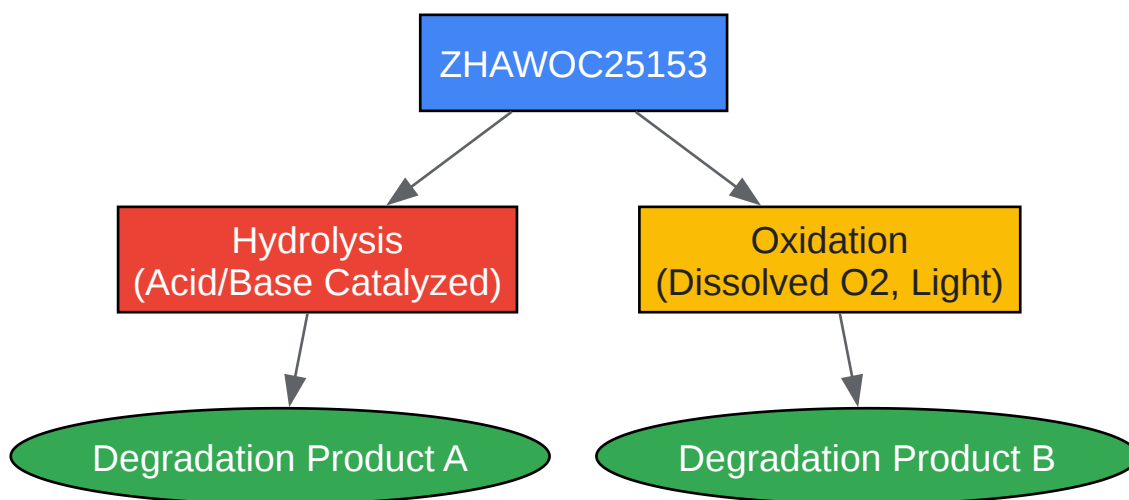 ZHAWOC25153
Hydrolysis
(Acid/Base Catalyzed)
Oxidation
(Dissolved O2, Light)
Degradation Product A
Degradation Product B